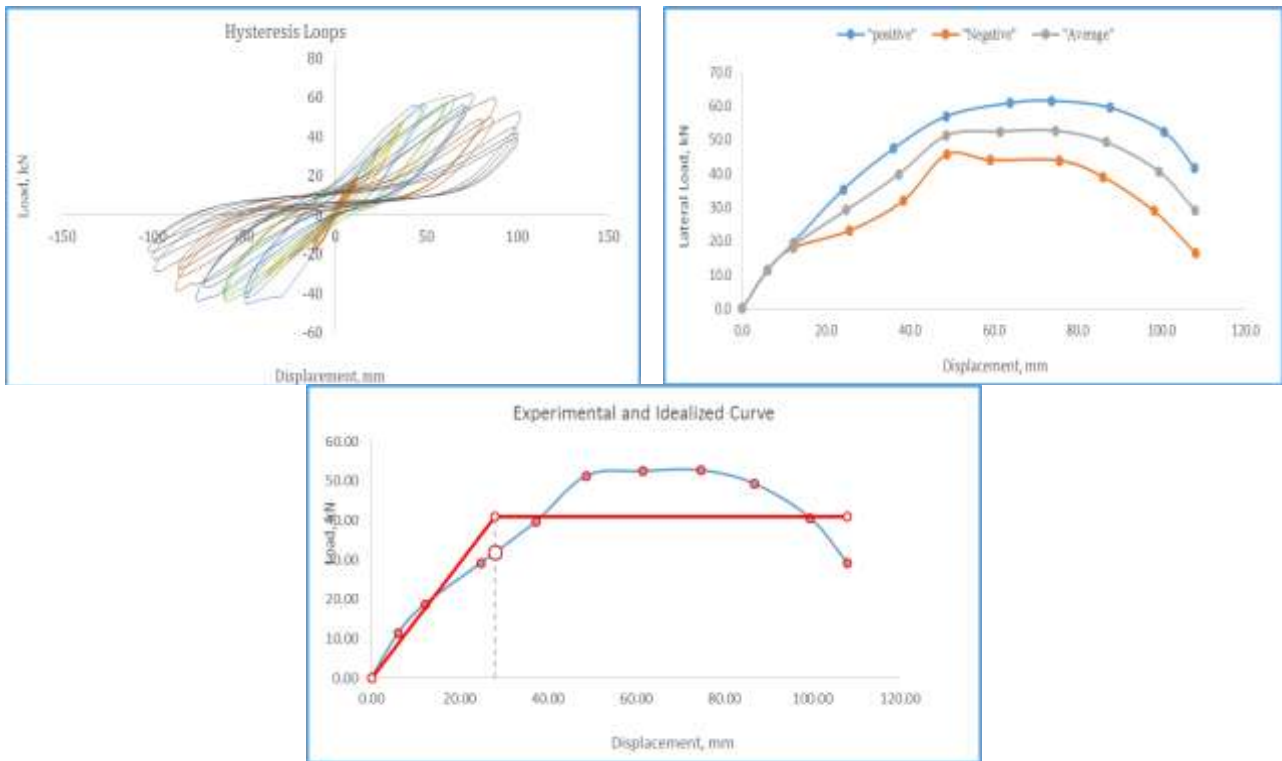 Hysteresis Loops
80
60
40
20
0
-20
-40
-60
-150
-100
-50
0
50
100
150
Load, kN
Displacement, mm
"positive" "Negative" "Average"
70.0
60.0
50.0
40.0
30.0
20.0
10.0
0.0
0.0 20.0 40.0 60.0 80.0 100.0 120.0
Lateral Load, kN
Displacement, mm
Experimental and Idealized Curve
60.00
50.00
40.00
30.00
20.00
10.00
0.00
0.00 20.00 40.00 60.00 80.00 100.00 120.00
Load, kN
Displacement, mm